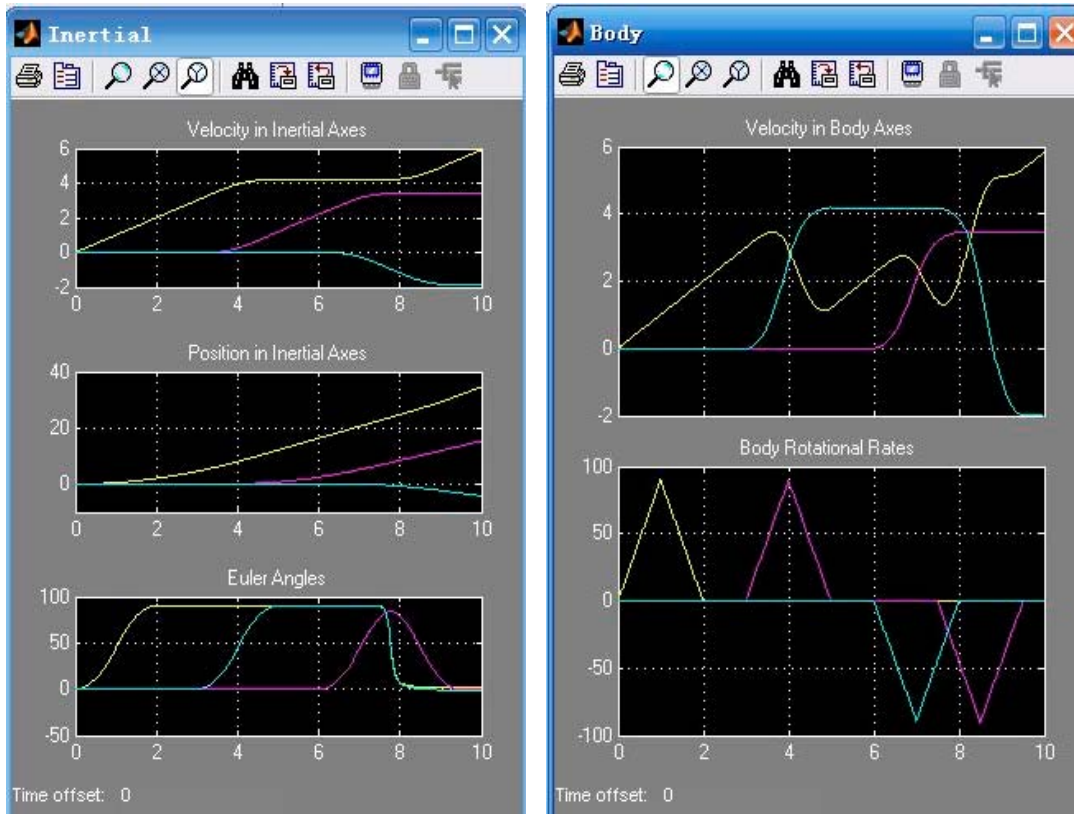 Inertial
Velocity in Inertial Axes
6
4
2
0
-2
0 2 4 6 8 10
Position in Inertial Axes
40
20
0
0 2 4 6 8 10
Euler Angles
100
50
0
-50
0 2 4 6 8 10
Time offset: 0
Body
Velocity in Body Axes
6
4
2
0
-2
Body Rotational Rates
100
50
0
-50
-100
0 2 4 6 8 10
Time offset: 0